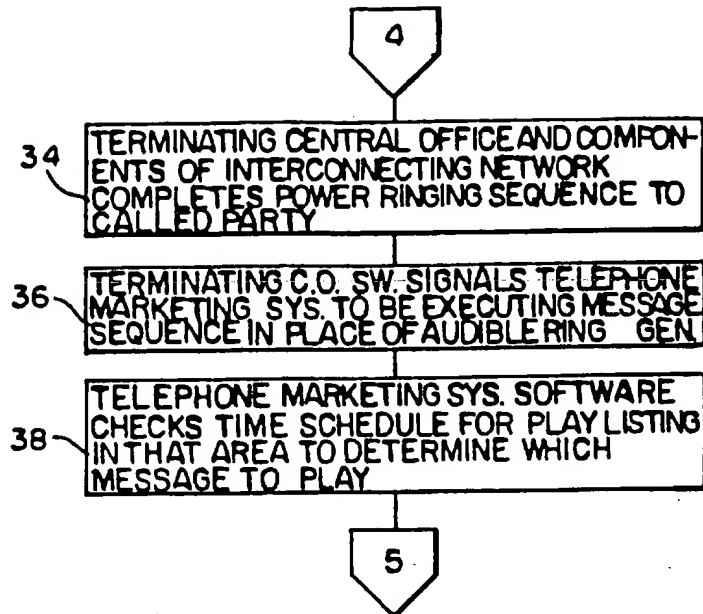 4
34
TERMINATING CENTRAL OFFICE AND COMPON-
ENTS OF INTERCONNECTING NETWORK
COMPLETES POWER RINGING SEQUENCE TO
CALLED PARTY
36
TERMINATING C.O. SW. SIGNALS TELEPHONE
MARKETING SYS. TO BE EXECUTING MESSAGE
SEQUENCE IN PLACE OF AUDIBLE RING GEN.
38
TELEPHONE MARKETING SYS. SOFTWARE
CHECKS TIME SCHEDULE FOR PLAY LISTING
IN THAT AREA TO DETERMINE WHICH
MESSAGE TO PLAY
5